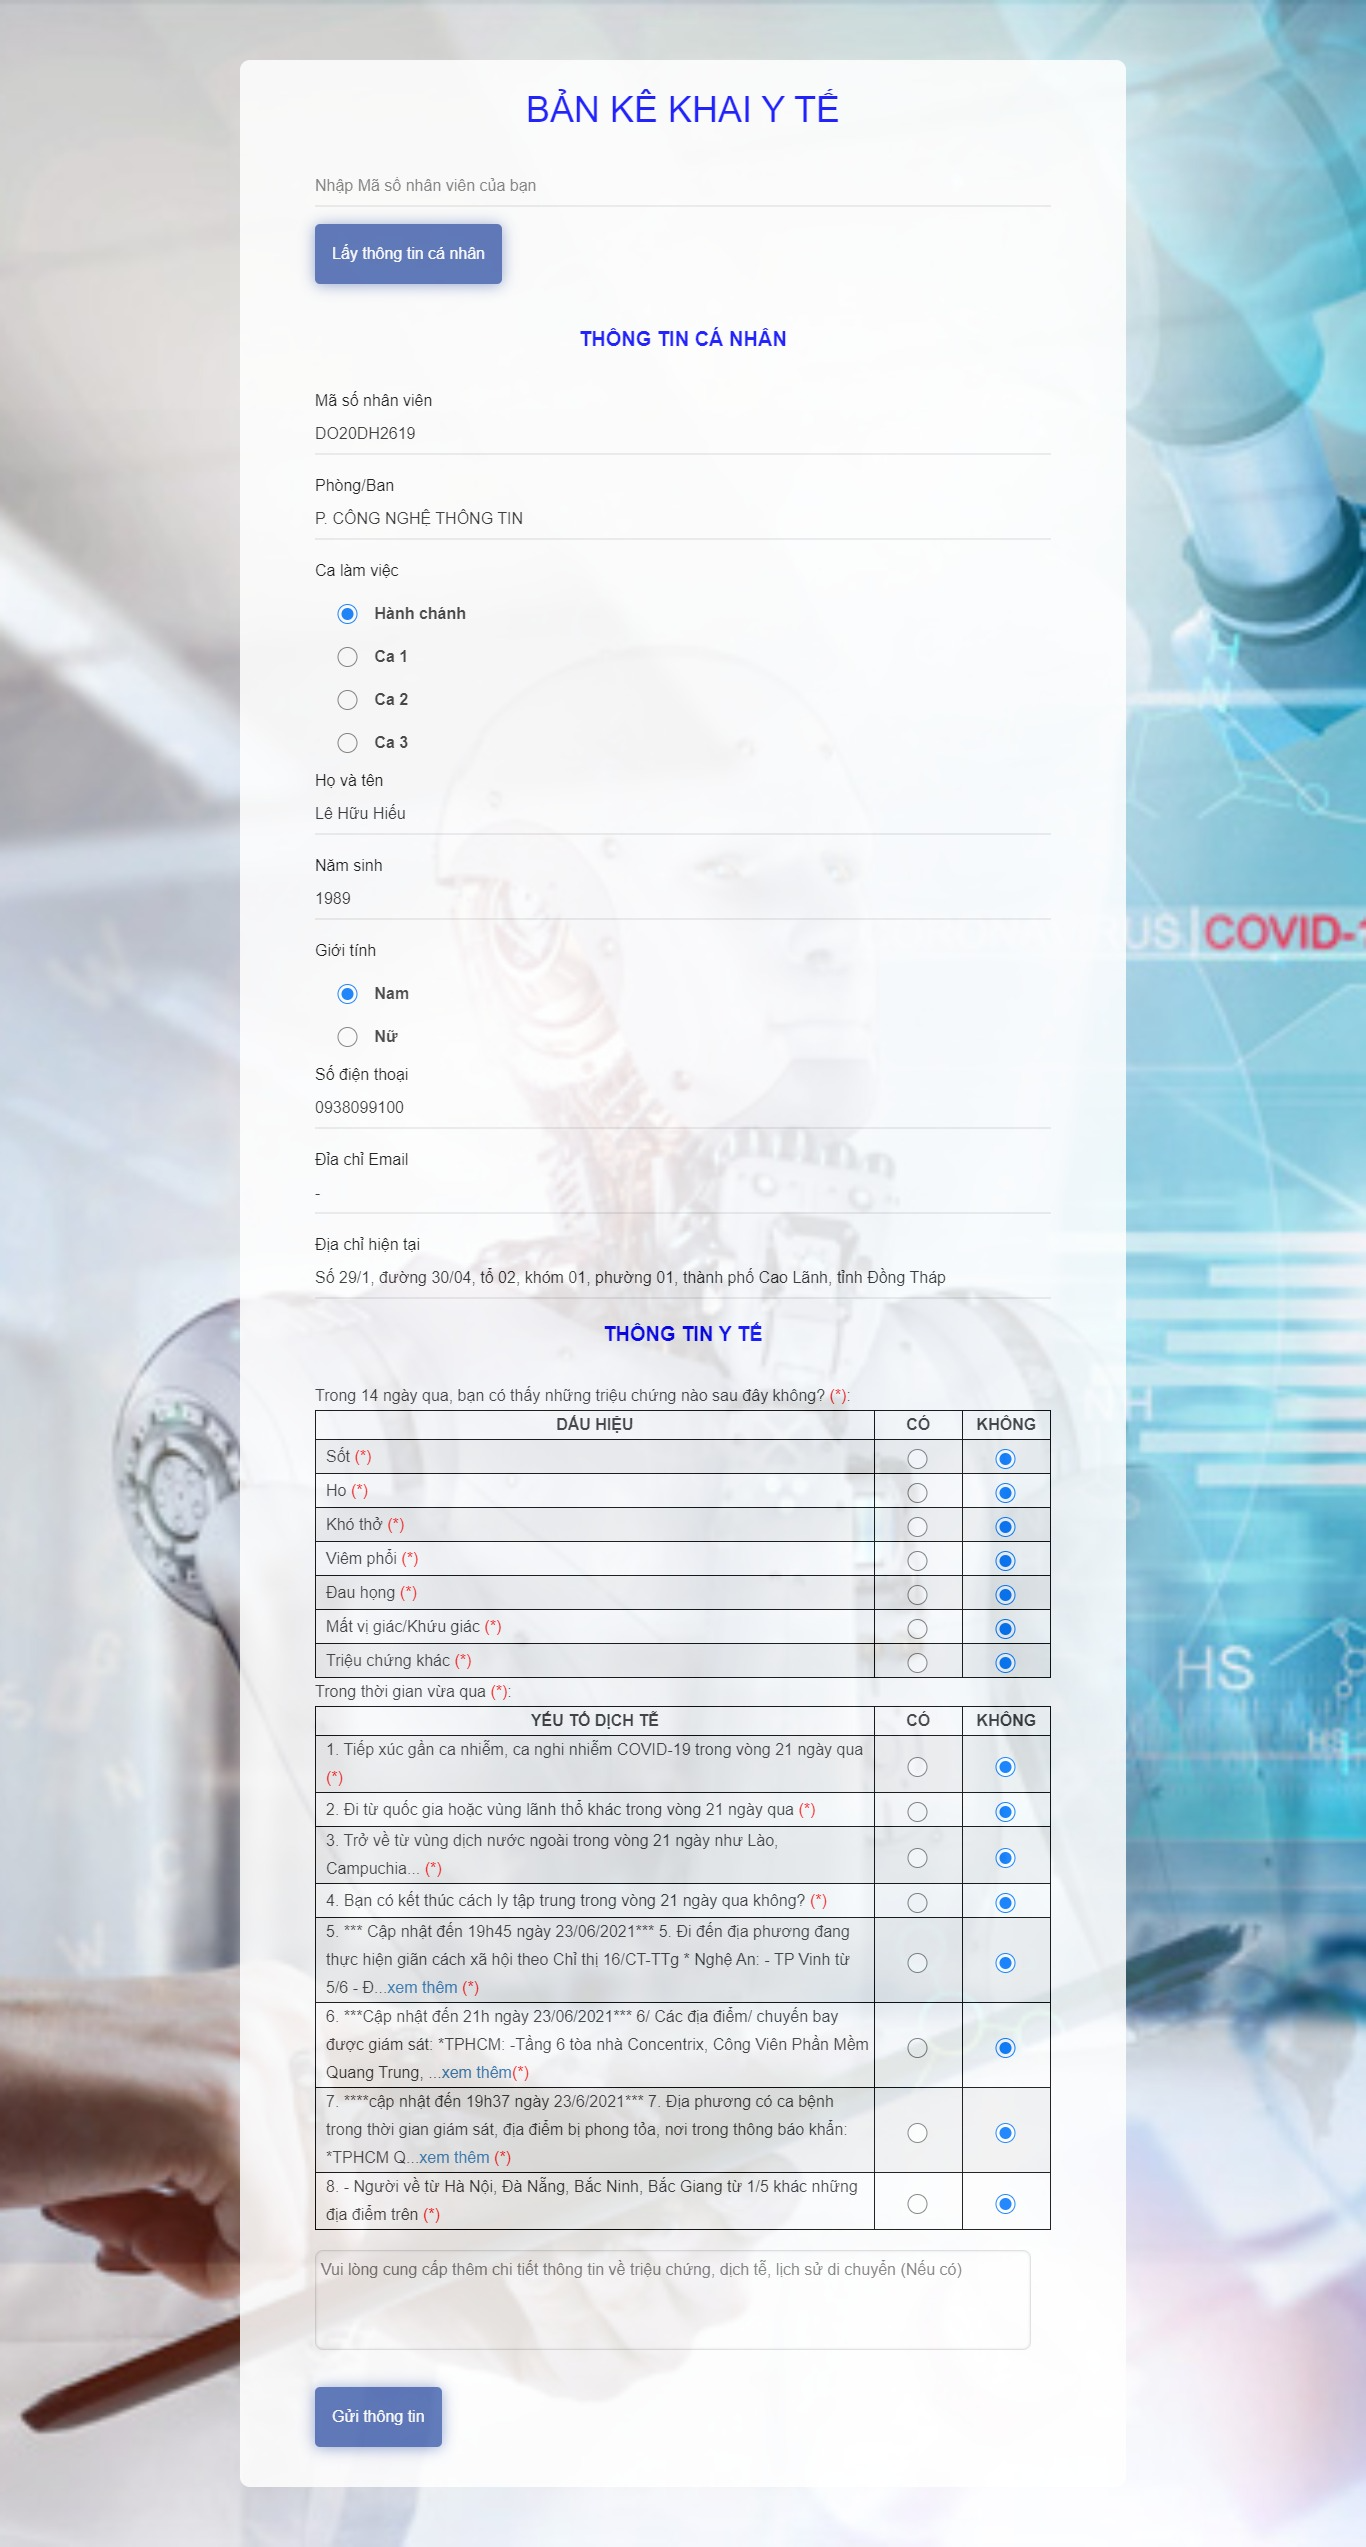 BẢN KÊ KHAI Y TẾ
Nhập Mã số nhân viên của bạn
Lấy thông tin cá nhân
THÔNG TIN CÁ NHÂN
Mã số nhân viên
DO20DH2619
Phòng/Ban
P. CÔNG NGHỆ THÔNG TIN
Ca làm việc
Hành chánh
Ca 1
Ca 2
Ca 3
Họ và tên
Lê Hữu Hiếu
Năm sinh
1989
RUS | COVID-1
Giới tính
Nam
Nữ
Số điện thoại
0938099100
Đỉa chỉ Email
-
Địa chỉ hiện tại
Số 29/1, đường 30/04, tổ 02, khóm 01, phường 01, thành phố Cao Lãnh, tỉnh Đồng Tháp
THÔNG TIN Y TẾ
Trong 14 ngày qua, bạn có thấy những triệu chứng nào sau đây không? (*):
DẤU HIỆU CÓ KHÔNG
Sốt (*)
Ho (*)
Khó thở (*)
Viêm phổi (*)
Đau họng (*)
Mất vị giác/Khứu giác (*)
Triệu chứng khác (*)
HS
Trong thời gian vừa qua (*):
YẾU TỐ DỊCH TỄ CÓ KHÔNG
1. Tiếp xúc gần ca nhiễm, ca nghi nhiễm COVID-19 trong vòng 21 ngày qua
(*)
2. Đi từ quốc gia hoặc vùng lãnh thổ khác trong vòng 21 ngày qua (*)
3. Trở về từ vùng dịch nước ngoài trong vòng 21 ngày như Lào,
Campuchia... (*)
4. Bạn có kết thúc cách ly tập trung trong vòng 21 ngày qua không? (*)
5. *** Cập nhật đến 19h45 ngày 23/06/2021*** 5. Đi đến địa phương đang
thực hiện giãn cách xã hội theo Chỉ thị 16/CT-TTg * Nghệ An: - TP Vinh từ
5/6 - Đ...xem thêm (*)
6. ***Cập nhật đến 21h ngày 23/06/2021*** 6/ Các địa điểm/ chuyến bay
được giám sát: *TPHCM: -Tầng 6 tòa nhà Concentrix, Công Viên Phần Mềm
Quang Trung, ...xem thêm(*)
7. ****cập nhật đến 19h37 ngày 23/6/2021*** 7. Địa phương có ca bệnh
trong thời gian giám sát, địa điểm bị phong tỏa, nơi trong thông báo khẩn:
*TPHCM Q...xem thêm (*)
8. - Người về từ Hà Nội, Đà Nẵng, Bắc Ninh, Bắc Giang từ 1/5 khác những
địa điểm trên (*)
Vui lòng cung cấp thêm chi tiết thông tin về triệu chứng, dịch tễ, lịch sử di chuyển (Nếu có)
Gửi thông tin